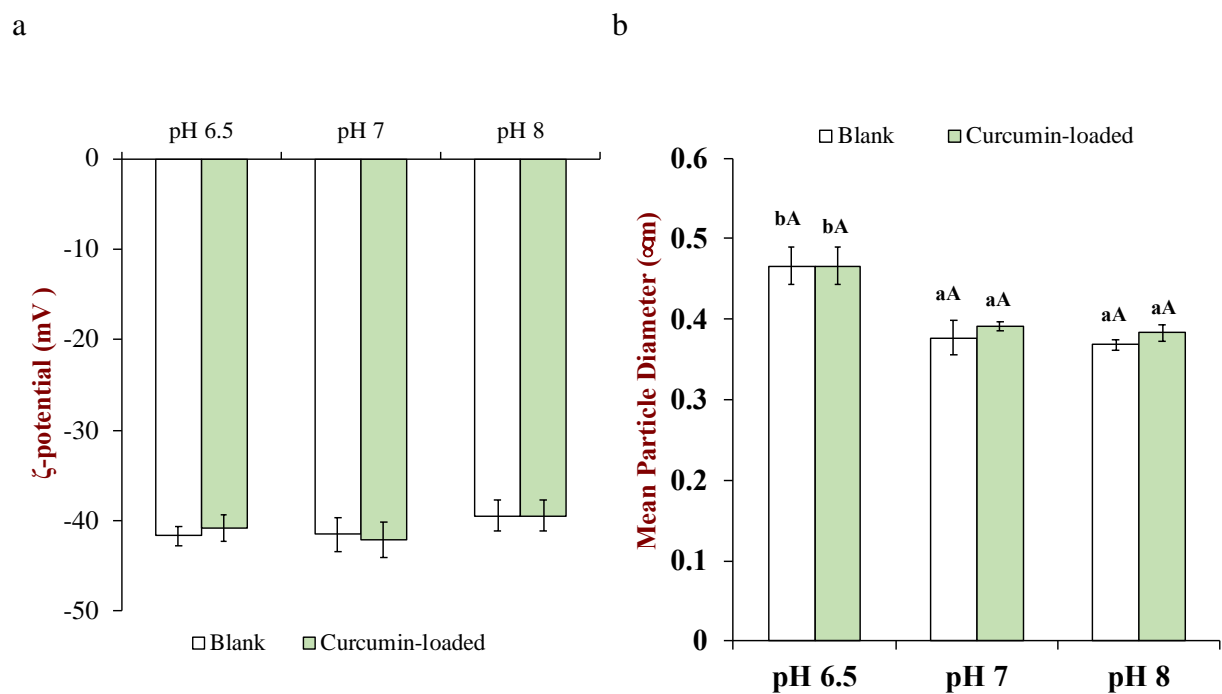 a
pH 6.5 pH 7 pH 8
0
-10
-20
-30
-40
-50
ζ-potential (mV )
Blank Curcumin-loaded
b
Blank Curcumin-loaded
0.6
0.5
0.4
0.3
0.2
0.1
0
Mean Particle Diameter (∝m)
bA bA
aA aA
aA aA
pH 6.5 pH 7 pH 8